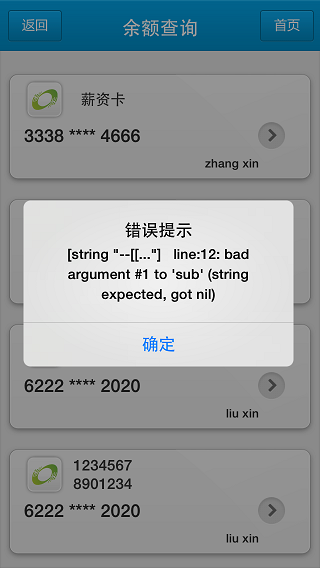 返回
余额查询
首页
薪资卡
3338 **** 4666
zhang xin
错误提示
[string "--[[..."] line:12: bad
argument #1 to 'sub' (string
expected, got nil)
确定
6222 **** 2020
liu xin
1234567
8901234
6222 **** 2020
liu xin